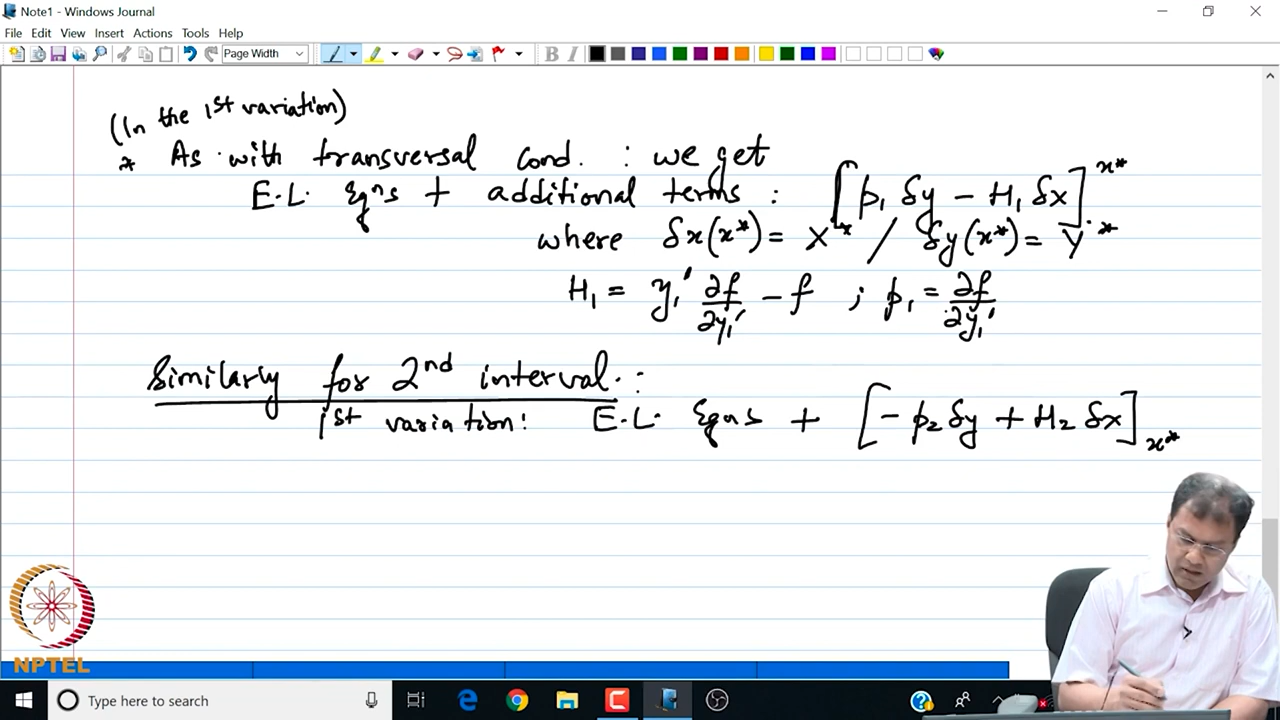 Note1 - Windows Journal
File Edit View Insert Actions Tools Help
Page Width B I
(In the 1st variation)
* As with transversal cond. : we get
E.L. Eqns + additional terms : [p₁ δy − H₁ δx]^x*
where δx(x*) = X* / δy(x*) = Y*
H₁ = y₁' ∂f/∂y₁' − f ; p₁ = ∂f/∂y₁'
Similarly for 2nd interval. :
1st variation: E.L. Eqns + [− p₂ δy + H₂ δx]_x*
NPTEL
Type here to search